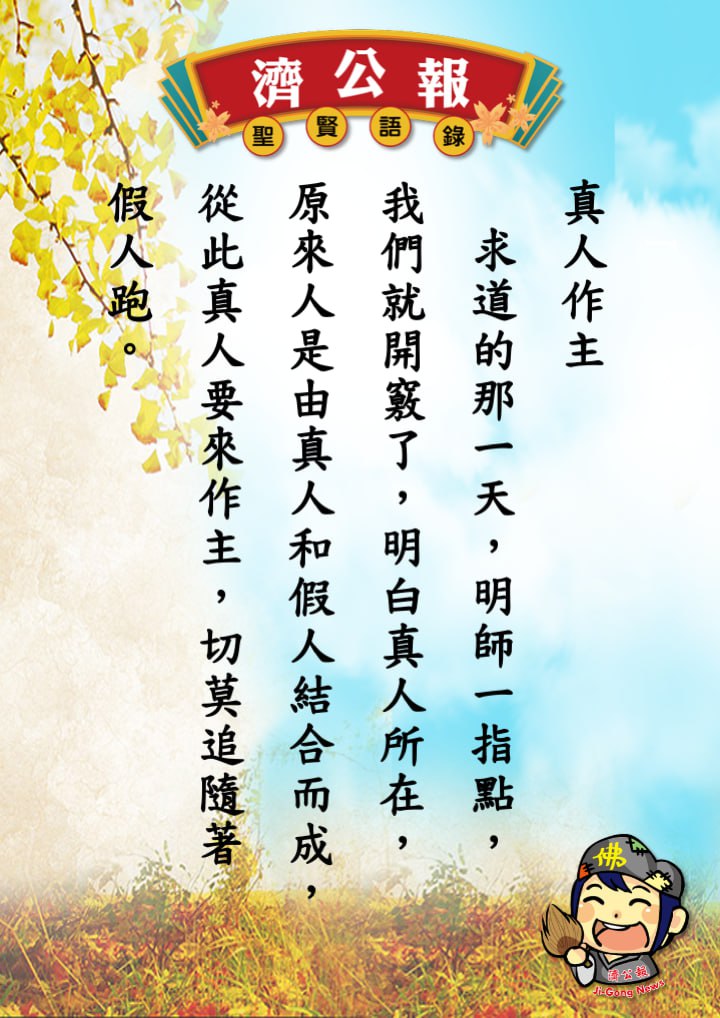 濟公報
聖賢語錄
真人作主
求道的那一天，明師一指點，
我們就開竅了，明白真人所在，
原來人是由真人和假人結合而成，
從此真人要來作主，切莫追隨著
假人跑。
佛
濟公報
Ji-Gong News